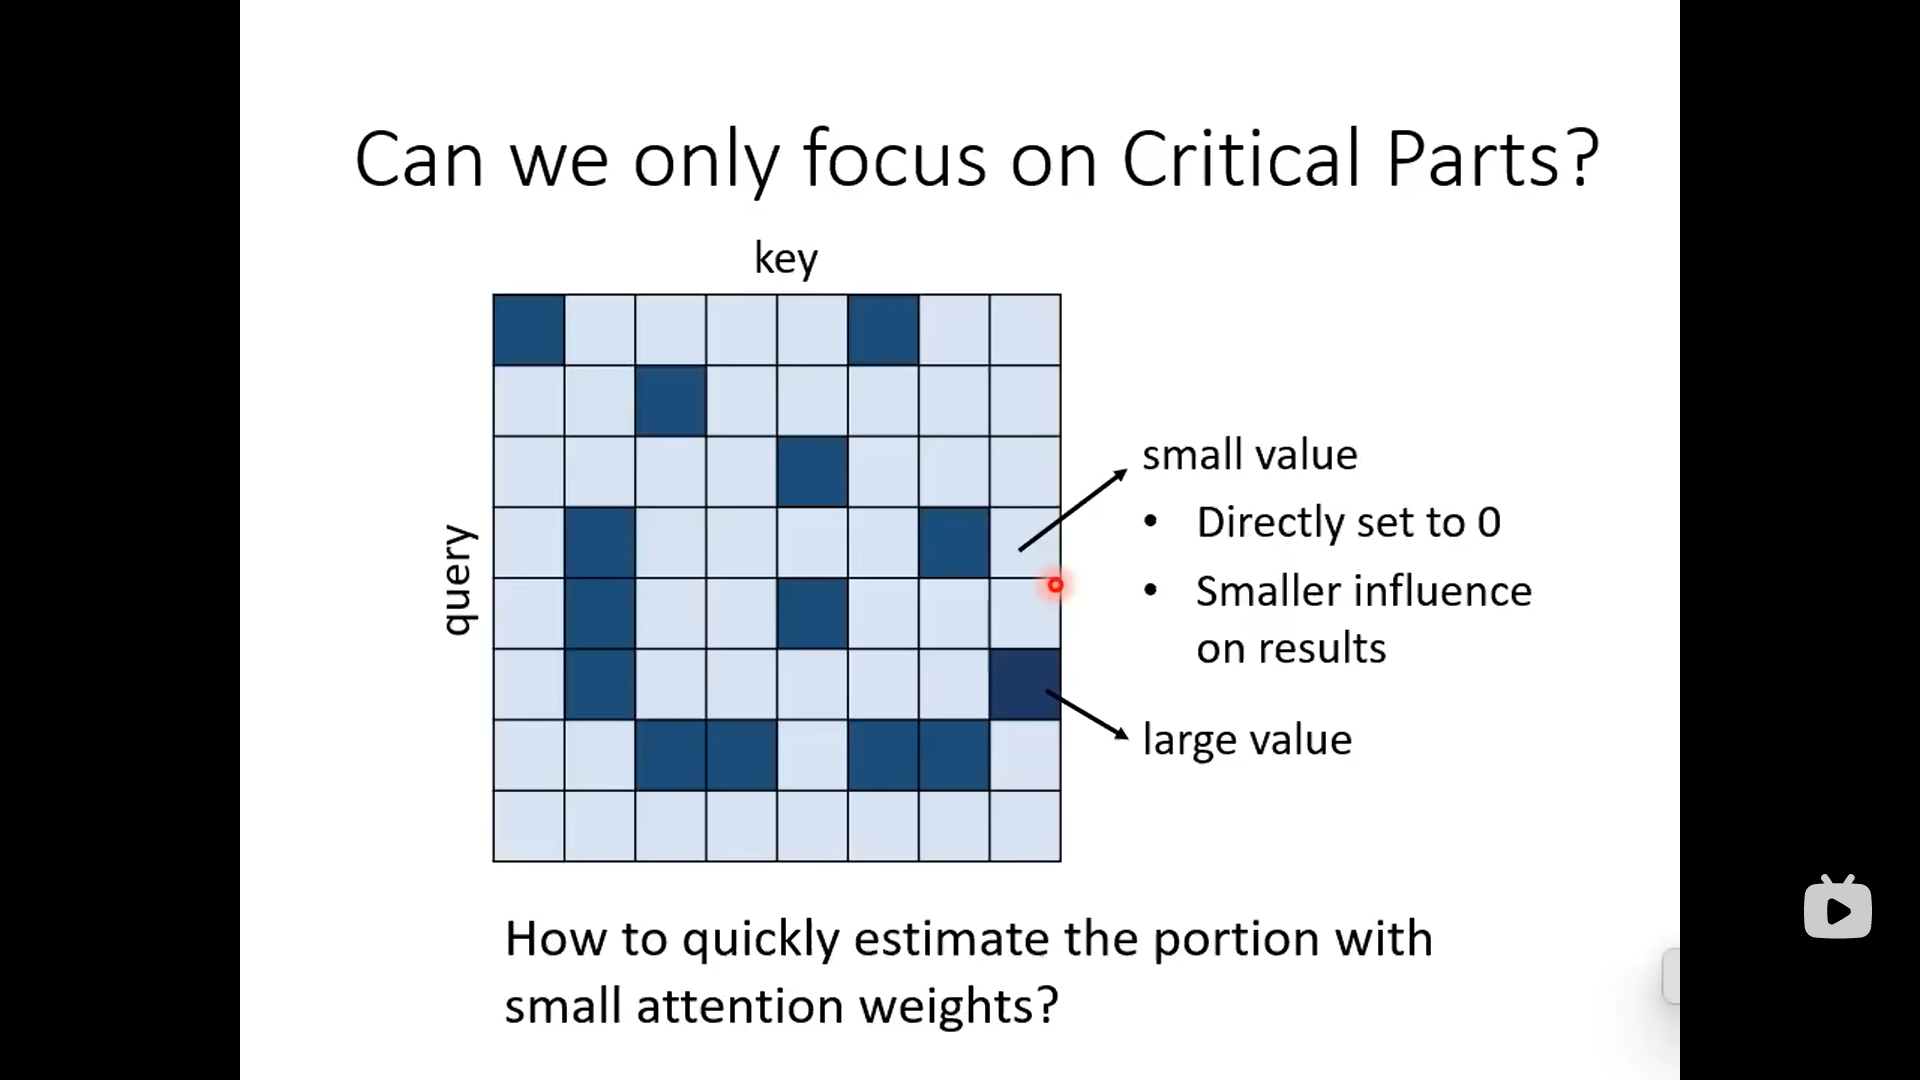 Can we only focus on Critical Parts?
key
query
small value
• Directly set to 0
• Smaller influence
on results
large value
How to quickly estimate the portion with
small attention weights?